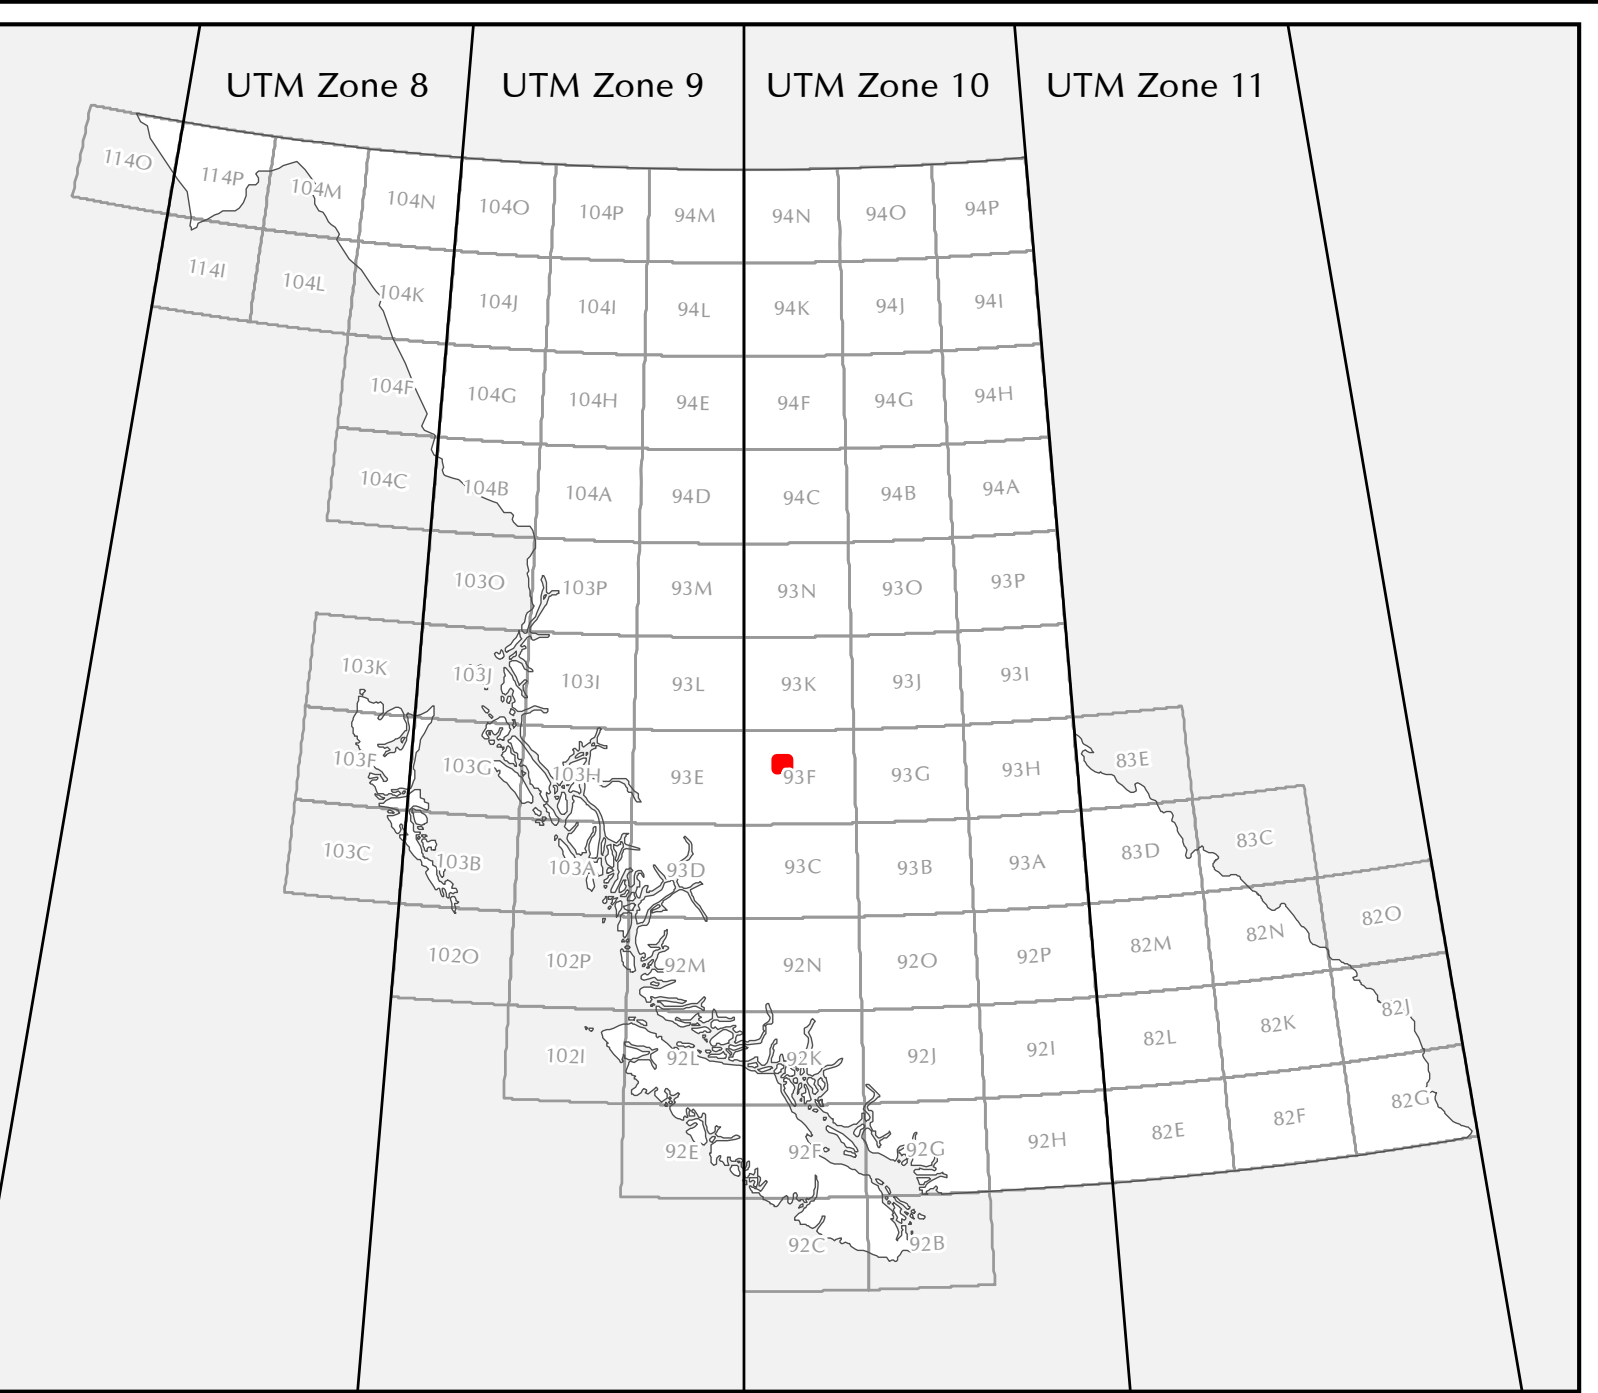 UTM Zone 8 UTM Zone 9 UTM Zone 10 UTM Zone 11
114O 114P 104M 104N 104O 104P 94M 94N 94O 94P
114I 104L 104K 104J 104I 94L 94K 94J 94I
104F 104G 104H 94E 94F 94G 94H
104C 104B 104A 94D 94C 94B 94A
103O 103P 93M 93N 93O 93P
103K 103J 103I 93L 93K 93J 93I
103F 103G 103H 93E 93F 93G 93H 83E
103C 103B 103A 93D 93C 93B 93A 83D 83C
102O 102P 92M 92N 92O 92P 82M 82N 82O
102I 92L 92K 92J 92I 82L 82K 82J
92E 92F 92G 92H 82E 82F 82G
92C 92B